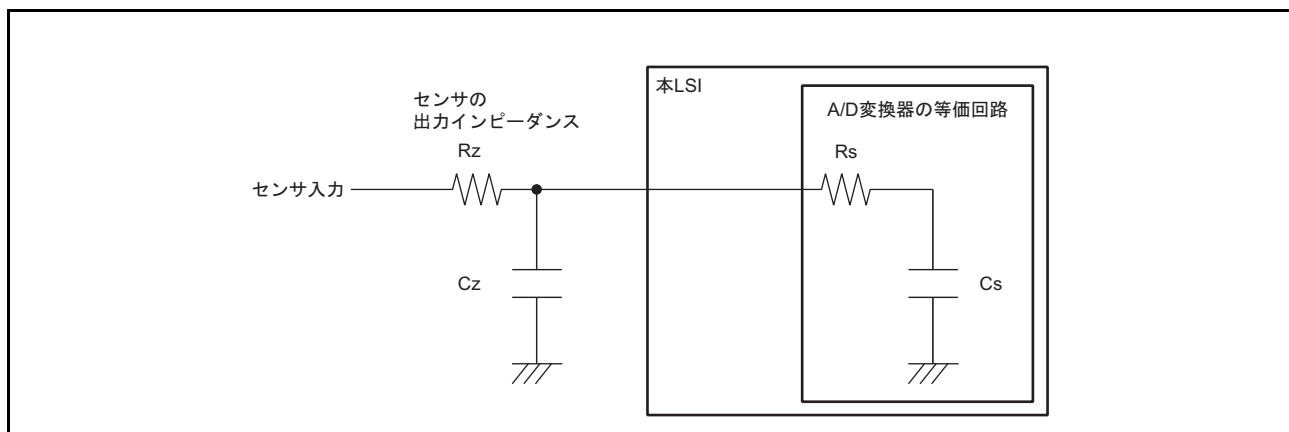 本LSI
センサの
出力インピーダンス
A/D変換器の等価回路
Rz
Rs
センサ入力
Cz
Cs